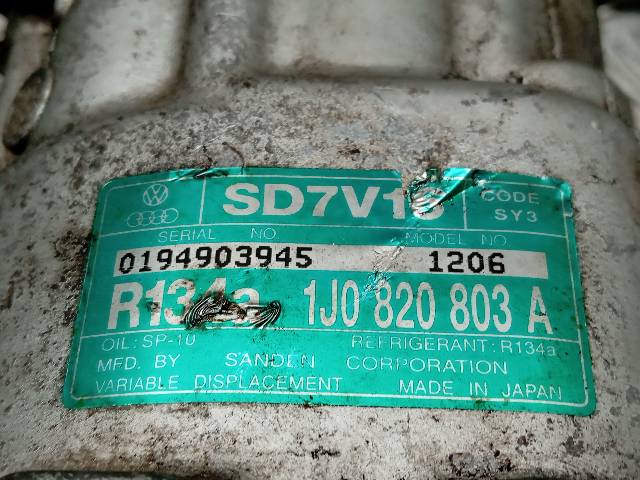 SD7V16
CODE
SY3
SERIAL NO.
MODEL NO.
0194903945
1206
R134a
1J0 820 803 A
OIL: SP-10
REFRIGERANT: R134a
MFD. BY SANDEN CORPORATION
VARIABLE DISPLACEMENT
MADE IN JAPAN